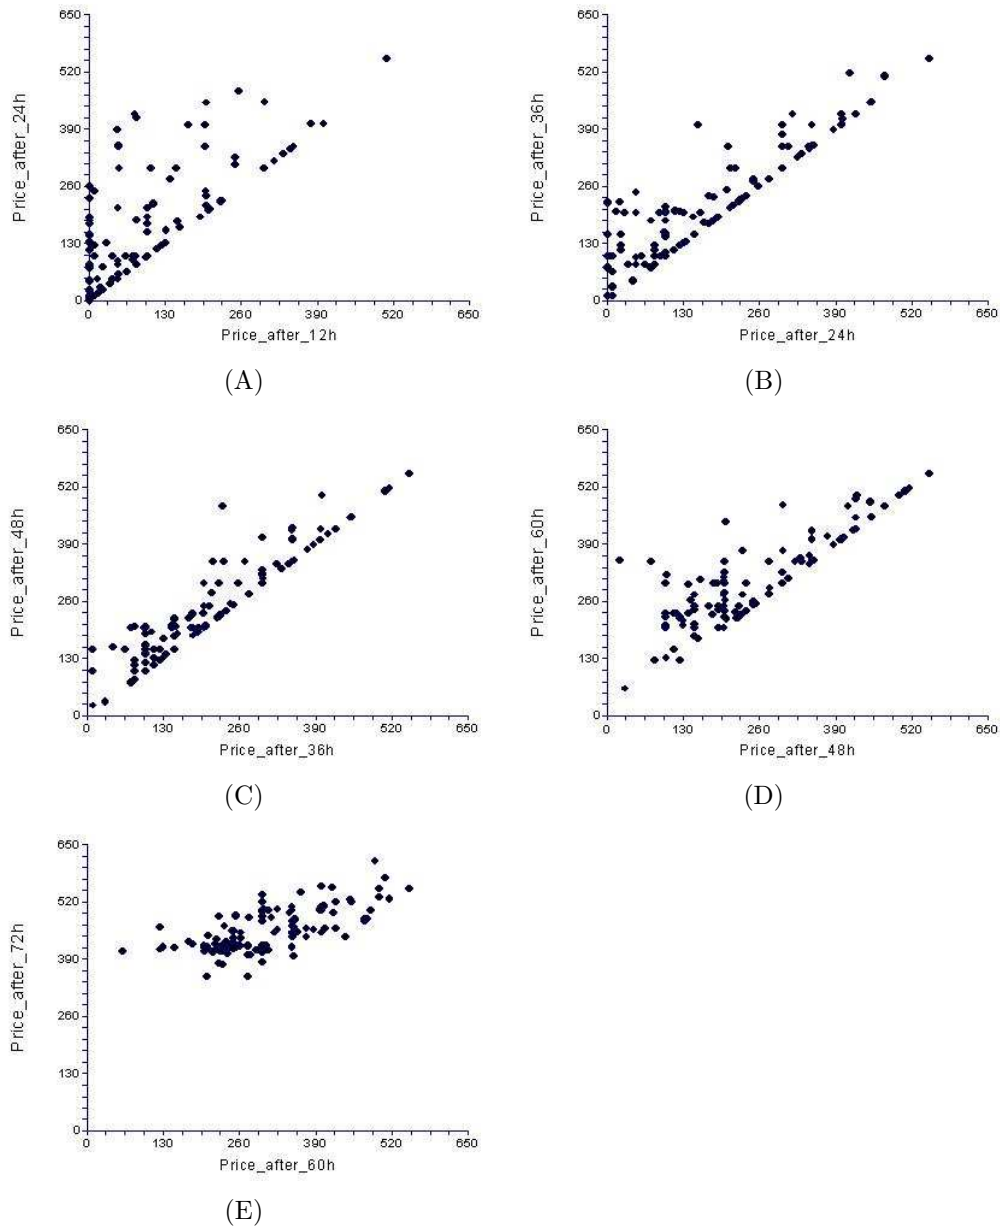 650
520
390
260
130
0
Price_after_24h
0 130 260 390 520 650
Price_after_12h
(A)
650
520
390
260
130
0
Price_after_36h
0 130 260 390 520 650
Price_after_24h
(B)
650
520
390
260
130
0
Price_after_48h
0 130 260 390 520 650
Price_after_36h
(C)
650
520
390
260
130
0
Price_after_60h
0 130 260 390 520 650
Price_after_48h
(D)
650
520
390
260
130
0
Price_after_72h
0 130 260 390 520 650
Price_after_60h
(E)